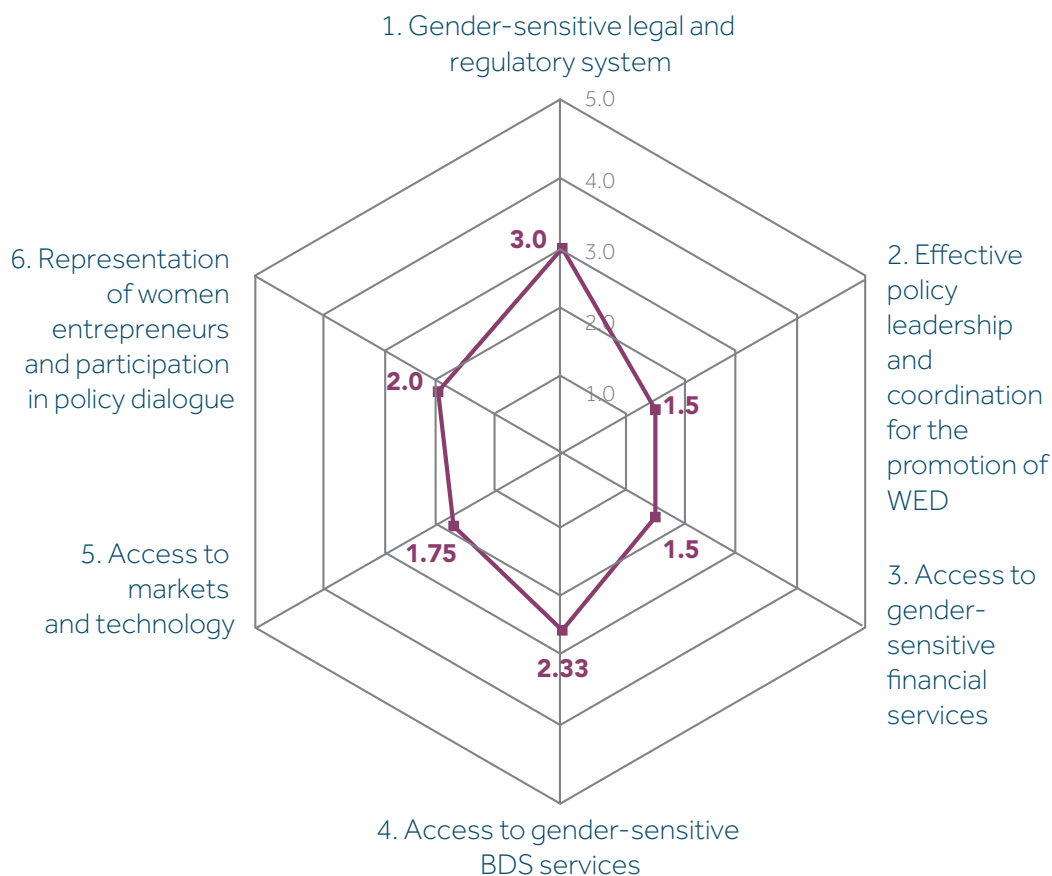 1. Gender-sensitive legal and
regulatory system
5.0
4.0
3.0
3.0
2.0
1.0
6. Representation
of women
entrepreneurs
and participation
in policy dialogue
2.0
2. Effective
policy
leadership
and
coordination
for the
promotion of
WED
1.5
5. Access to
markets
and technology
1.75
1.5
3. Access to
gender-
sensitive
financial
services
2.33
4. Access to gender-sensitive
BDS services